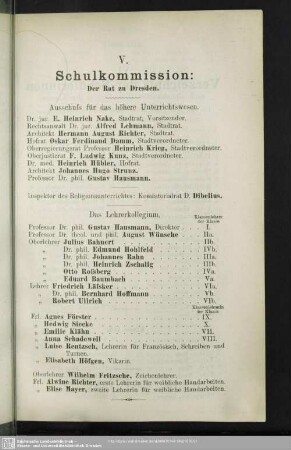 V.
Schulkommission:
Der Rat zu Dresden.
Ausschuß für das höhere Unterrichtswesen.
Dr. jur. E. Heinrich Nake, Stadtrat, Vorsitzender.
Rechtsanwalt Dr. jur. Alfred Lehmann, Stadtrat.
Architekt Hermann August Richter, Stadtrat.
Hofrat Oskar Ferdinand Damm, Stadtverordneter.
Oberregierungsrat Professor Heinrich Krieg, Stadtverordneter.
Oberjustizrat F. Ludwig Kunz, Stadtverordneter.
Dr. med. Heinrich Hübler, Hofrat.
Architekt Johannes Hugo Strunz.
Professor Dr. phil. Gustav Hausmann.
Inspektor des Religionsunterrichtes: Konsistorialrat D. Dibelius.
Das Lehrerkollegium.
Klassenlehrer der Klasse
Professor Dr. phil. Gustav Hausmann, Direktor I.
Professor Dr. theol. und phil. August Wünsche IIa.
Oberlehrer Julius Bahnert IIb.
„ Dr. phil. Edmund Hohlfeld IVb.
„ Dr. phil. Johannes Rahn IIIa.
„ Dr. phil. Heinrich Zschalig IIIb.
„ Otto Roßberg IVa.
„ Eduard Baumbach Va.
Lehrer Friedrich Läfsker VIa.
„ Dr. phil. Bernhard Hoffmann Vb.
„ Robert Ullrich VIb.
Frl. Agnes Förster IX.
„ Hedwig Siecke X.
„ Emilie Klähn VII.
„ Anna Schadewell VIII.
„ Luise Rentzsch, Lehrerin für Französisch, Schreiben und
Turnen.
„ Elisabeth Höfgen, Vikarin.
Oberlehrer Wilhelm Fritzsche, Zeichenlehrer.
Frl. Alwine Richter, erste Lehrerin für weibliche Handarbeiten.
„ Elise Mayer, zweite Lehrerin für weibliche Handarbeiten.